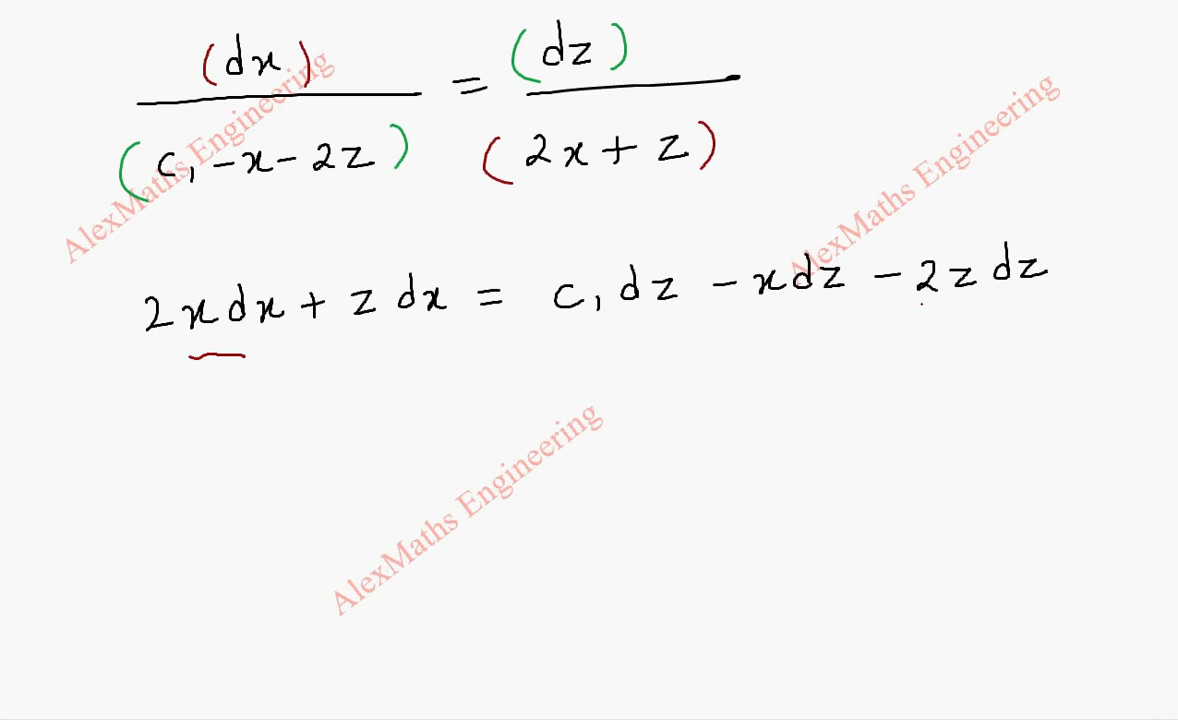 (dx) = (dz)
(c₁ -x - 2z) (2x + z)
2x dx + z dx = c₁ dz - x dz - 2z dz
AlexMaths Engineering
AlexMaths Engineering
AlexMaths Engineering